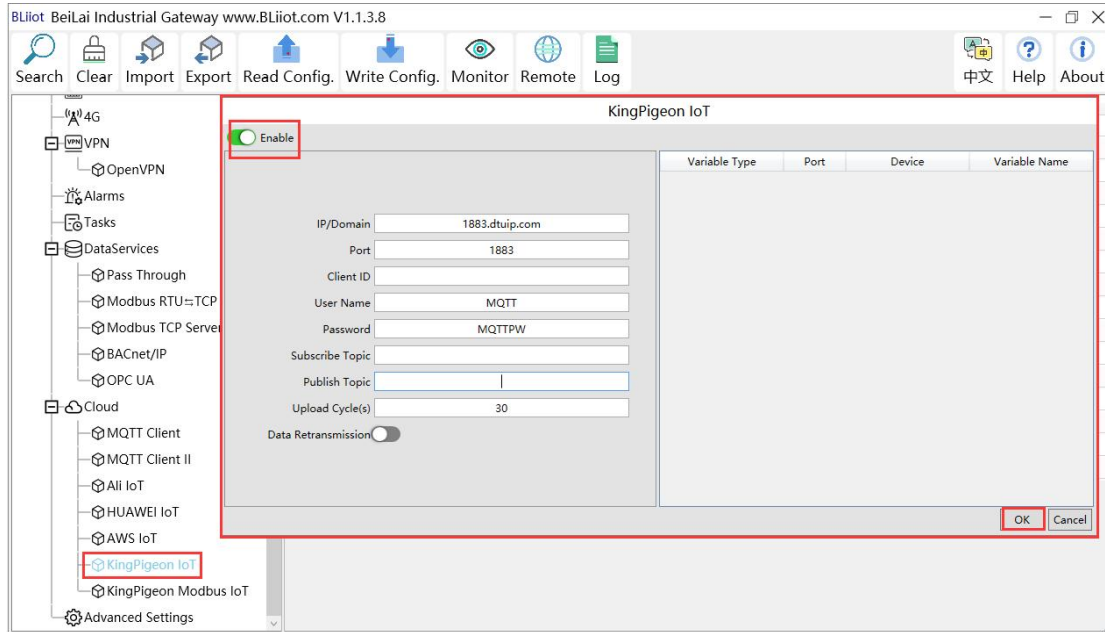 BLiiot BeiLai Industrial Gateway www.BLiiot.com V1.1.3.8
Search Clear Import Export Read Config. Write Config. Monitor Remote Log 中文 Help About
4G
VPN VPN
OpenVPN
Alarms
Tasks
DataServices
Pass Through
Modbus RTU⇆TCP
Modbus TCP Server
BACnet/IP
OPC UA
Cloud
MQTT Client
MQTT Client II
Ali IoT
HUAWEI IoT
AWS IoT
KingPigeon IoT
KingPigeon Modbus IoT
Advanced Settings
KingPigeon IoT
Enable
IP/Domain 1883.dtuip.com
Port 1883
Client ID
User Name MQTT
Password MQTTPW
Subscribe Topic
Publish Topic
Upload Cycle(s) 30
Data Retransmission
Variable Type Port Device Variable Name
OK Cancel